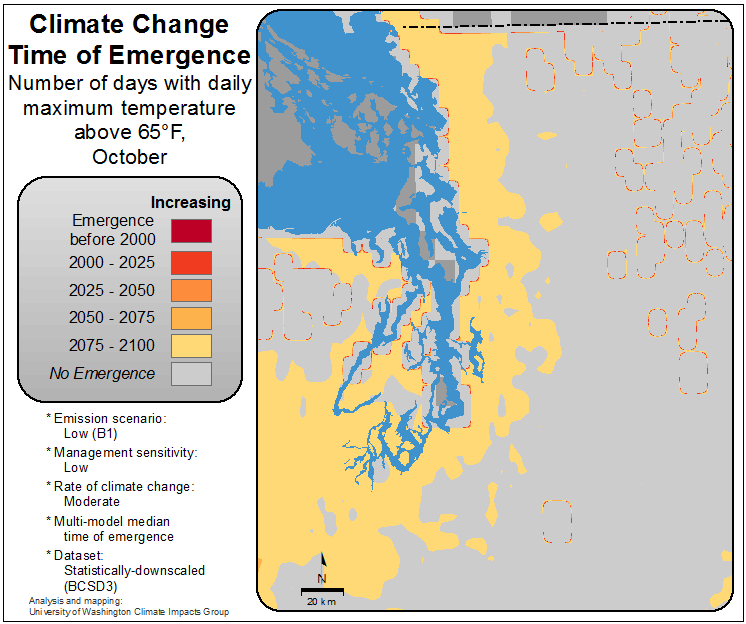 Climate Change
Time of Emergence
Number of days with daily
maximum temperature
above 65°F,
October
Increasing
Emergence
before 2000
2000 - 2025
2025 - 2050
2050 - 2075
2075 - 2100
No Emergence
* Emission scenario:
Low (B1)
* Management sensitivity:
Low
* Rate of climate change:
Moderate
* Multi-model median
time of emergence
* Dataset:
Statistically-downscaled
(BCSD3)
Analysis and mapping:
University of Washington Climate Impacts Group
N
20 km